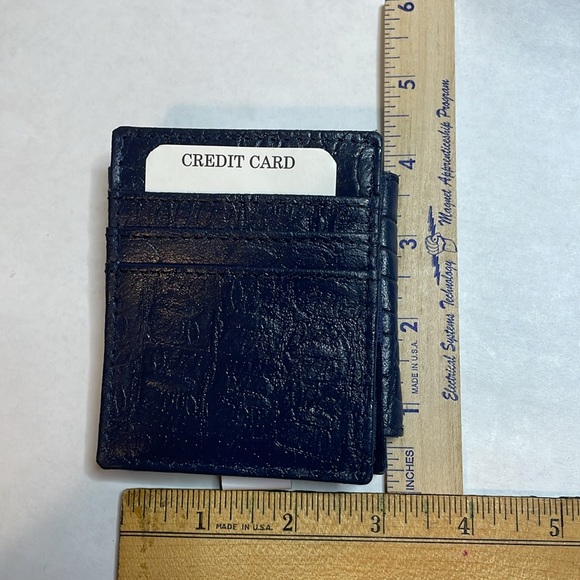 CREDIT CARD
6
5
4
3
2
1
INCHES
MADE IN U.S.A.
Electrical Systems Technology Magnet Apprenticeship Program
1 MADE IN U.S.A. 2 3 4 5